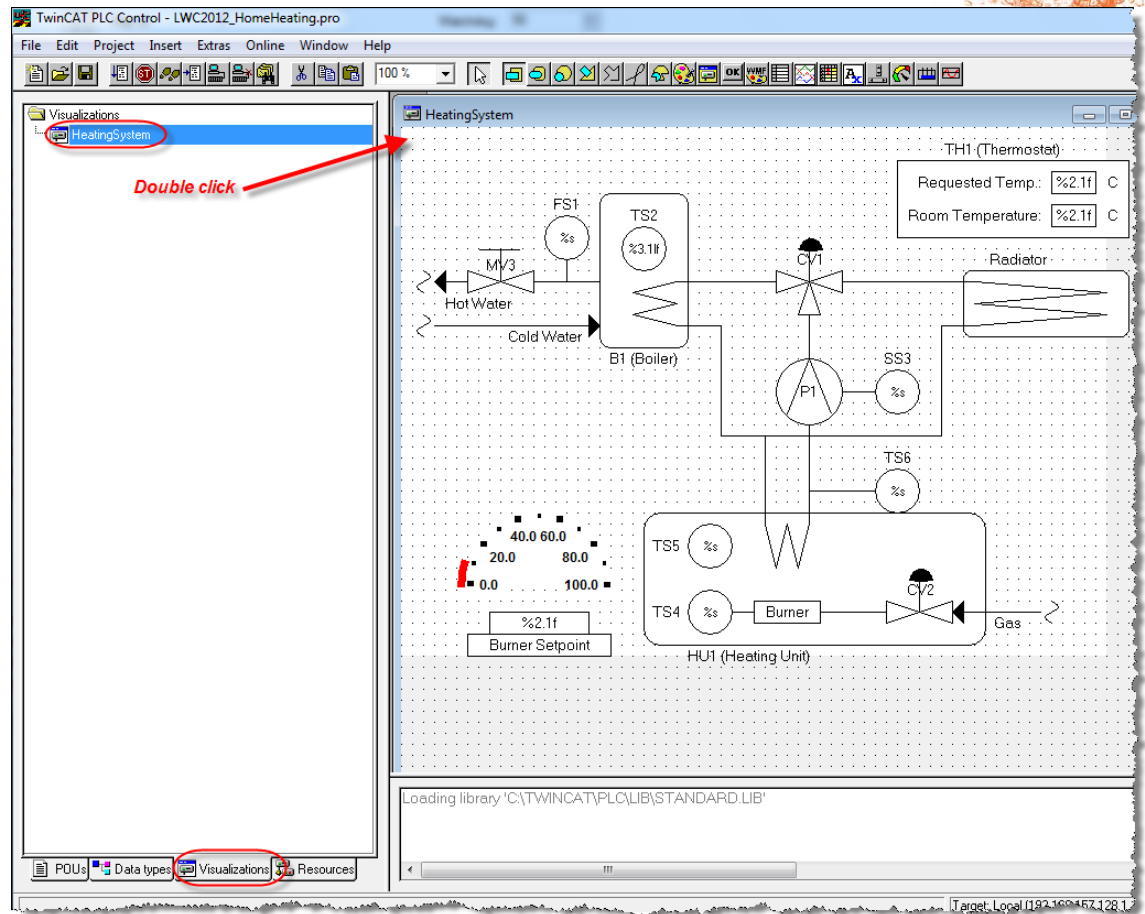 TwinCAT PLC Control - LWC2012_HomeHeating.pro
File Edit Project Insert Extras Online Window Help
100 %
OK
Visualizations
HeatingSystem
Double click
HeatingSystem
TH1 (Thermostat)
Requested Temp.: %2.1f C
Room Temperature: %2.1f C
FS1
%s
TS2
%3.1lf
MV3
Hot Water
Cold Water
B1 (Boiler)
CV1
Radiator
P1
SS3
%s
TS6
%s
40.0 60.0
20.0 80.0
0.0 100.0
%2.1f
Burner Setpoint
TS5 %s
TS4 %s Burner
CV2
Gas
HU1 (Heating Unit)
Loading library 'C:\TWINCAT\PLC\LIB\STANDARD.LIB'
POUs Data types Visualizations Resources
Target: Local